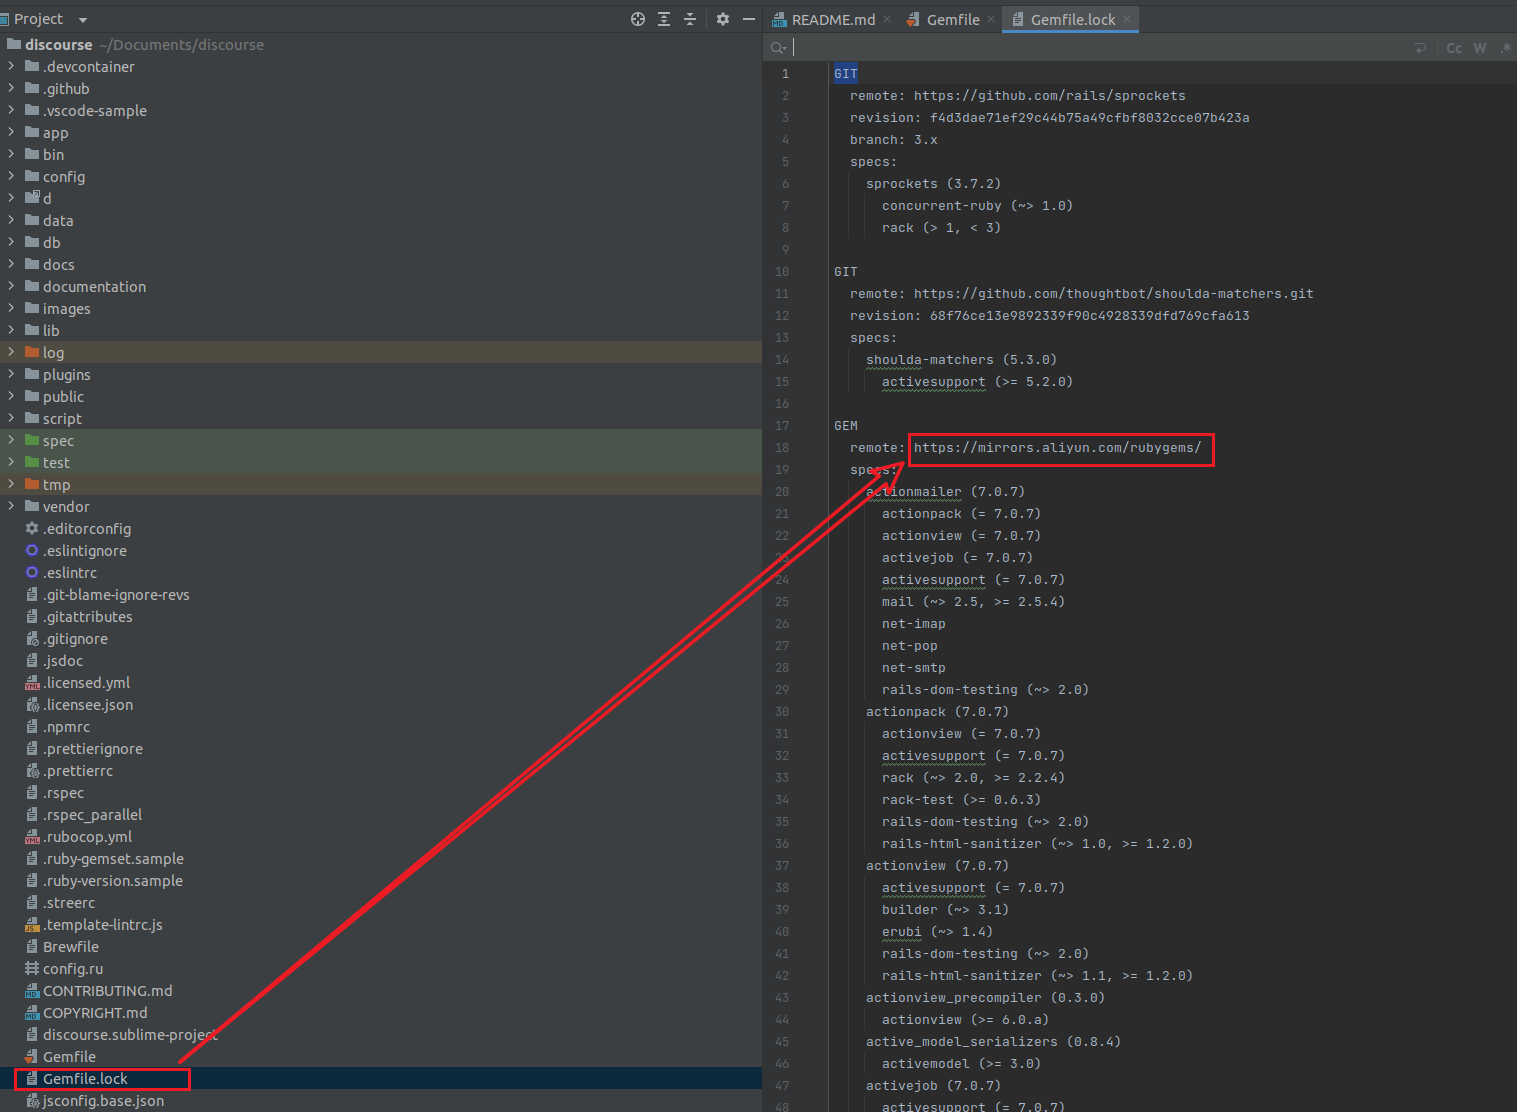 Project
discourse ~/Documents/discourse
.devcontainer
.github
.vscode-sample
app
bin
config
d
data
db
docs
documentation
images
lib
log
plugins
public
script
spec
test
tmp
vendor
.editorconfig
.eslintignore
.eslintrc
.git-blame-ignore-revs
.gitattributes
.gitignore
.jsdoc
.licensed.yml
.licensee.json
.npmrc
.prettierignore
.prettierrc
.rspec
.rspec_parallel
.rubocop.yml
.ruby-gemset.sample
.ruby-version.sample
.streerc
.template-lintrc.js
Brewfile
config.ru
CONTRIBUTING.md
COPYRIGHT.md
discourse.sublime-project
Gemfile
Gemfile.lock
jsconfig.base.json
README.md Gemfile Gemfile.lock
Cc W .*
1 GIT
2 remote: https://github.com/rails/sprockets
3 revision: f4d3dae71ef29c44b75a49cfbf8032cce07b423a
4 branch: 3.x
5 specs:
6 sprockets (3.7.2)
7 concurrent-ruby (~> 1.0)
8 rack (> 1, < 3)
9
10 GIT
11 remote: https://github.com/thoughtbot/shoulda-matchers.git
12 revision: 68f76ce13e9892339f90c4928339dfd769cfa613
13 specs:
14 shoulda-matchers (5.3.0)
15 activesupport (>= 5.2.0)
16
17 GEM
18 remote: https://mirrors.aliyun.com/rubygems/
19 specs:
20 actionmailer (7.0.7)
21 actionpack (= 7.0.7)
22 actionview (= 7.0.7)
23 activejob (= 7.0.7)
24 activesupport (= 7.0.7)
25 mail (~> 2.5, >= 2.5.4)
26 net-imap
27 net-pop
28 net-smtp
29 rails-dom-testing (~> 2.0)
30 actionpack (7.0.7)
31 actionview (= 7.0.7)
32 activesupport (= 7.0.7)
33 rack (~> 2.0, >= 2.2.4)
34 rack-test (>= 0.6.3)
35 rails-dom-testing (~> 2.0)
36 rails-html-sanitizer (~> 1.0, >= 1.2.0)
37 actionview (7.0.7)
38 activesupport (= 7.0.7)
39 builder (~> 3.1)
40 erubi (~> 1.4)
41 rails-dom-testing (~> 2.0)
42 rails-html-sanitizer (~> 1.1, >= 1.2.0)
43 actionview_precompiler (0.3.0)
44 actionview (>= 6.0.a)
45 active_model_serializers (0.8.4)
46 activemodel (>= 3.0)
47 activejob (7.0.7)
48 activesupport (= 7.0.7)